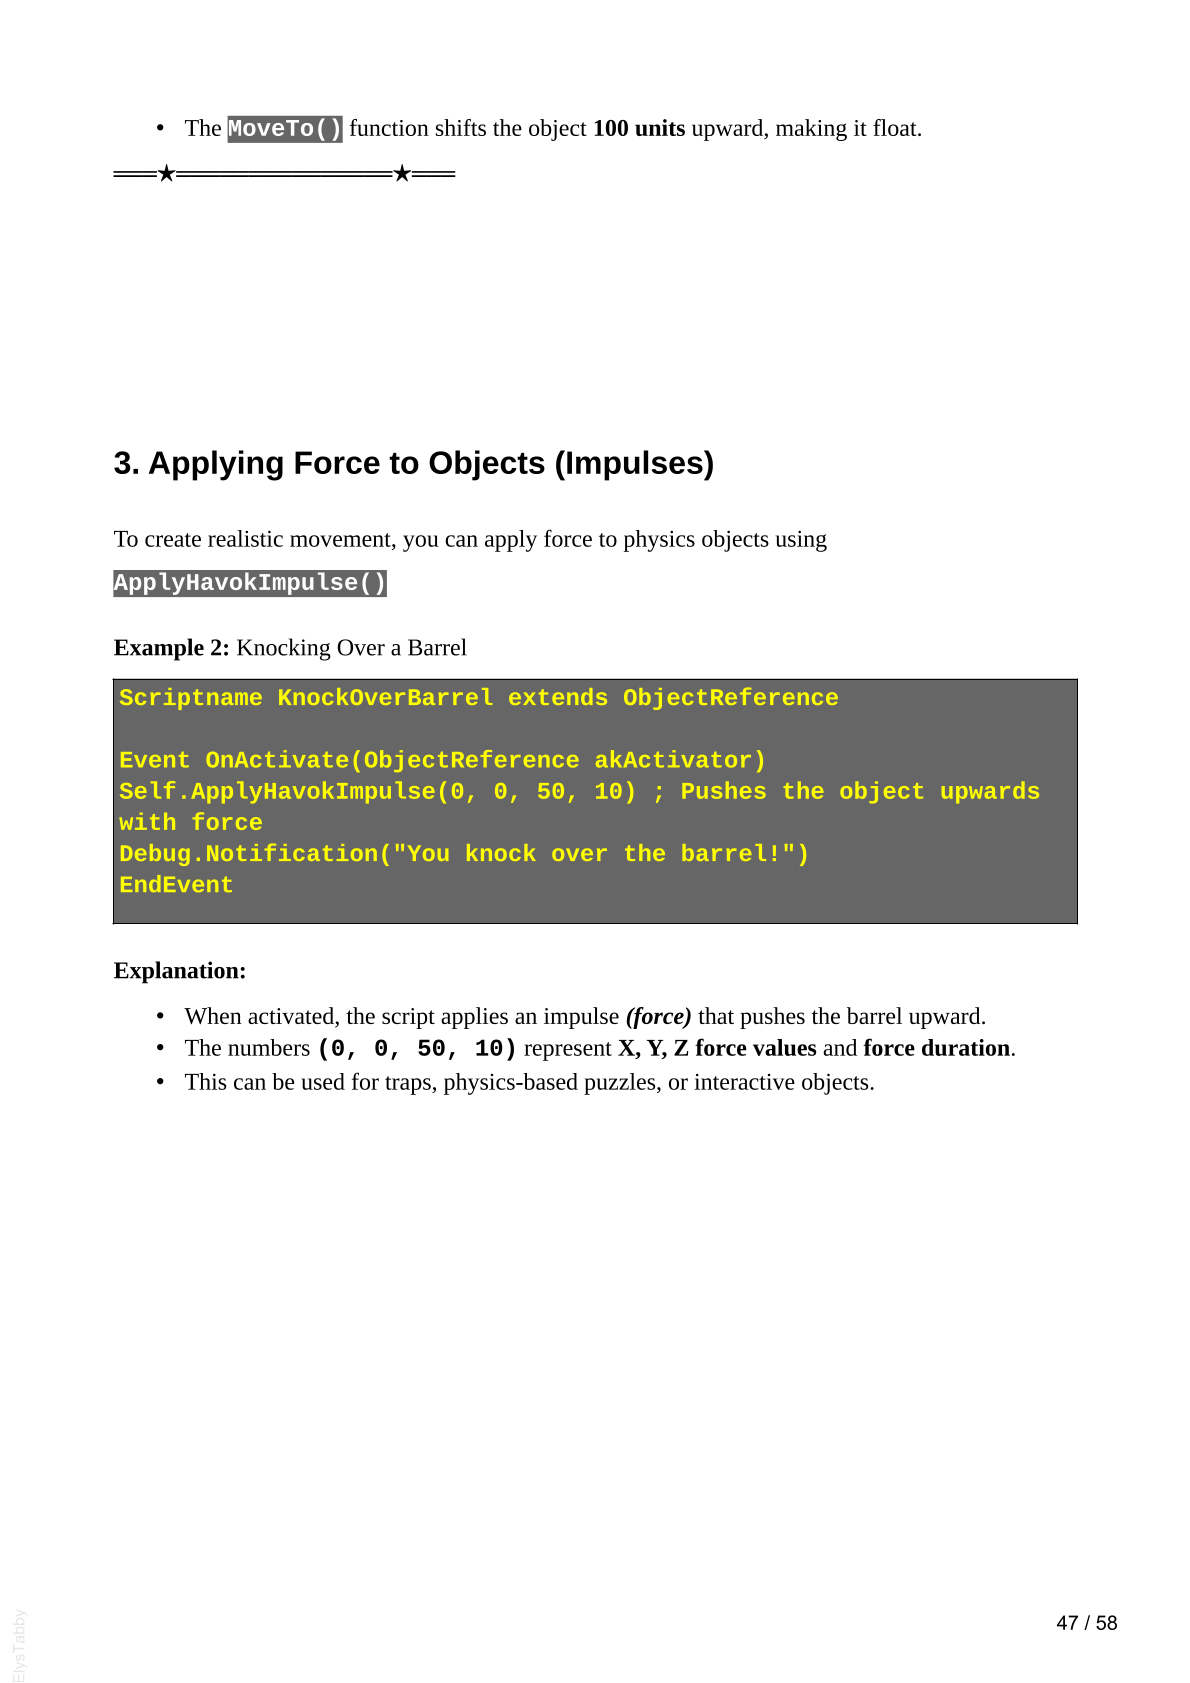 • The MoveTo() function shifts the object 100 units upward, making it float.
═══★═══════════════★═══
3. Applying Force to Objects (Impulses)
To create realistic movement, you can apply force to physics objects using
ApplyHavokImpulse()
Example 2: Knocking Over a Barrel
Scriptname KnockOverBarrel extends ObjectReference
Event OnActivate(ObjectReference akActivator)
Self.ApplyHavokImpulse(0, 0, 50, 10) ; Pushes the object upwards
with force
Debug.Notification("You knock over the barrel!")
EndEvent
Explanation:
• When activated, the script applies an impulse (force) that pushes the barrel upward.
• The numbers (0, 0, 50, 10) represent X, Y, Z force values and force duration.
• This can be used for traps, physics-based puzzles, or interactive objects.
47 / 58
ElysTabby